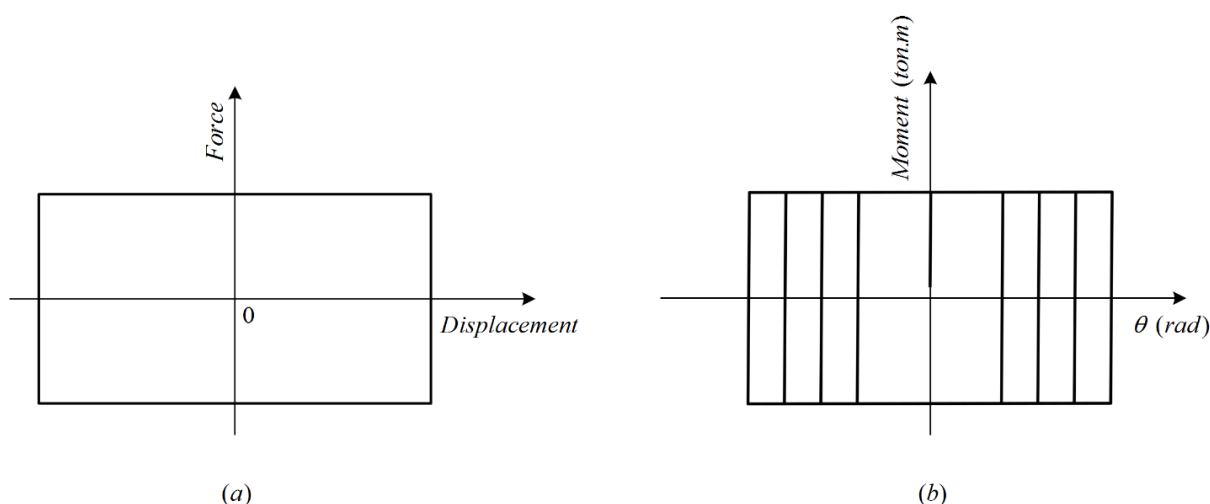 Force
0
Displacement
(a)
Moment (ton.m)
θ (rad)
(b)